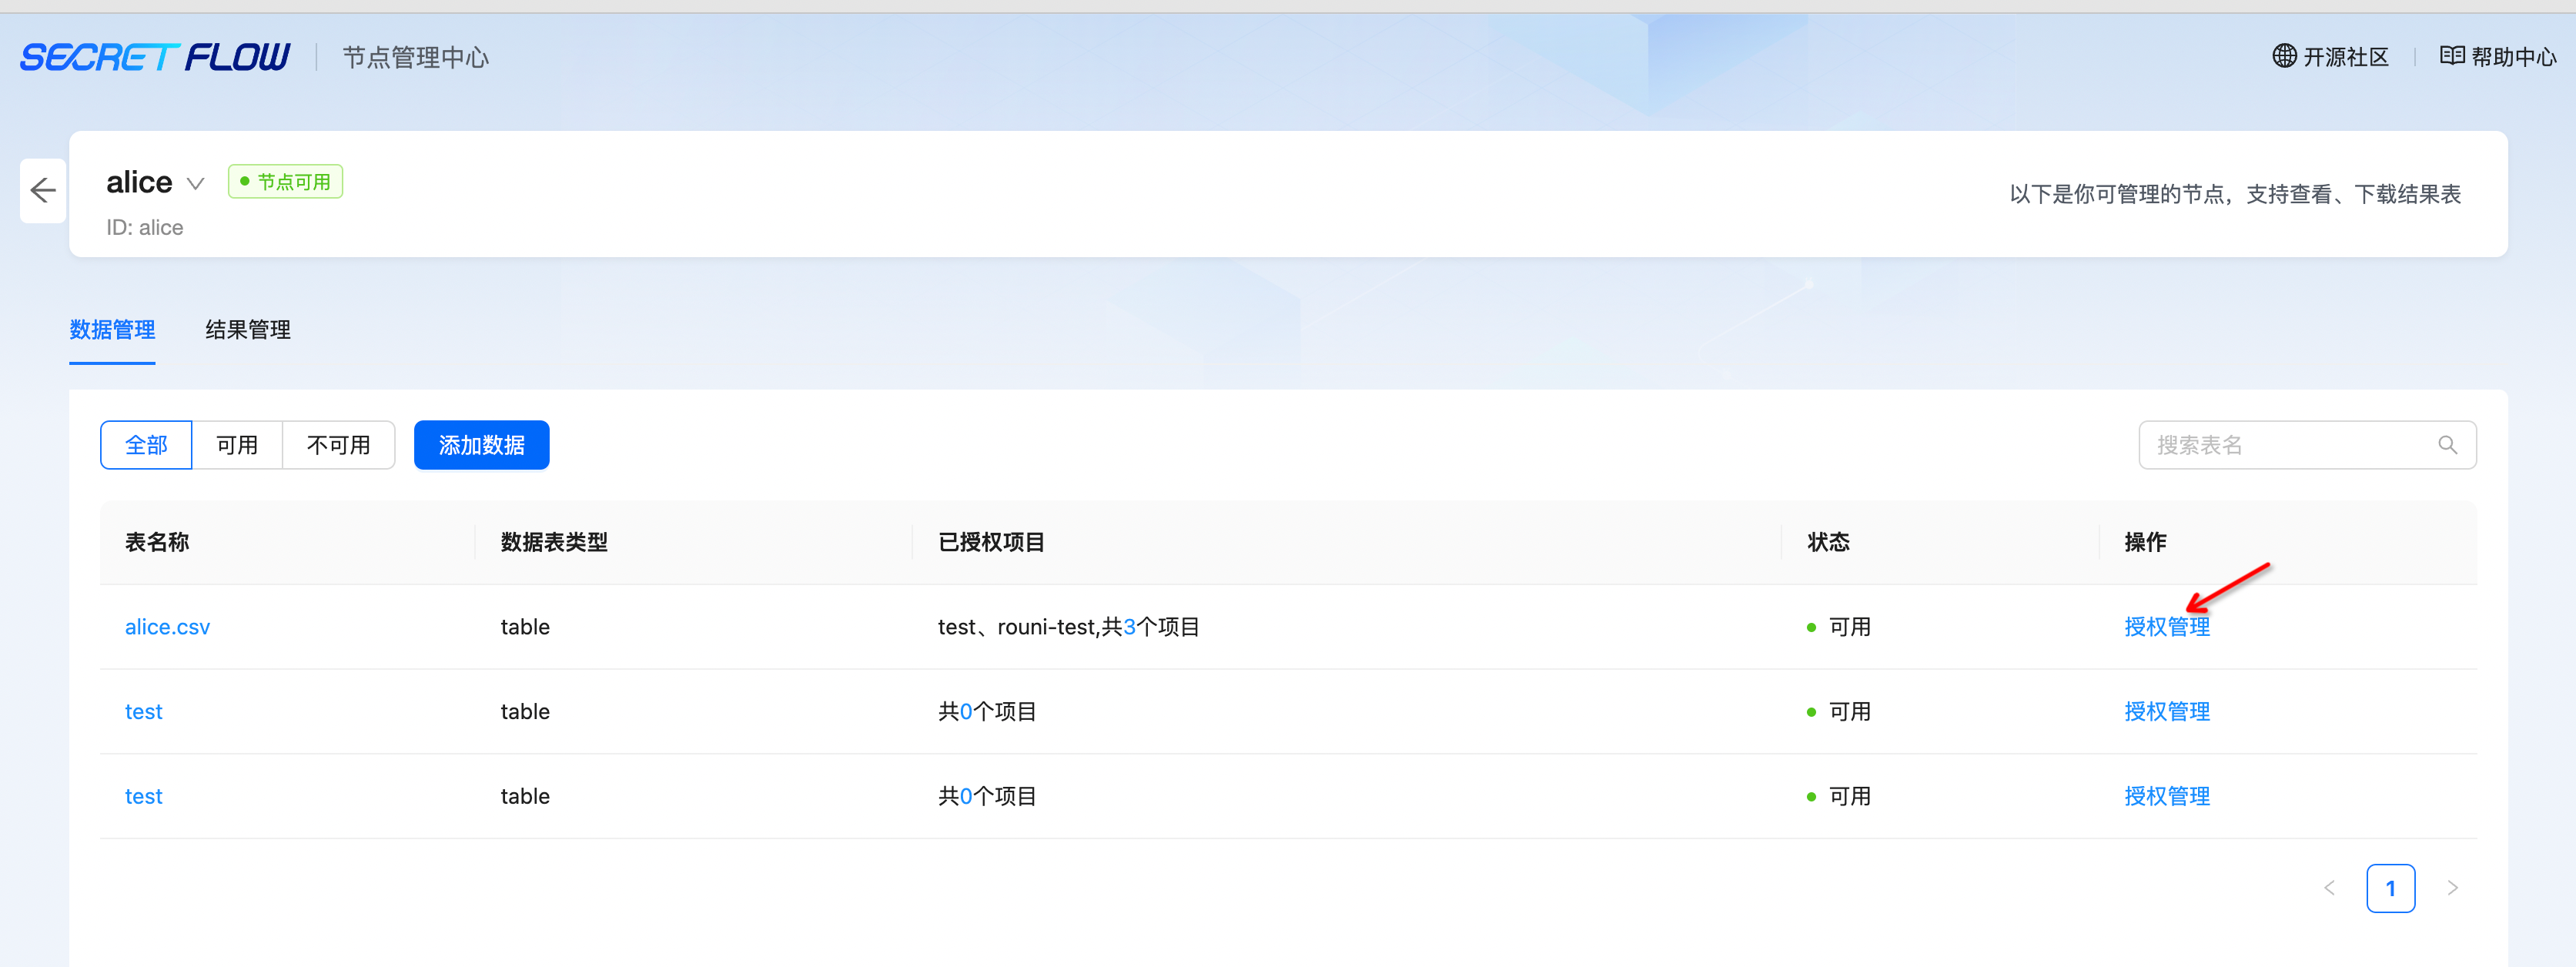 SECRET FLOW 节点管理中心 开源社区 帮助中心
alice 节点可用
以下是你可管理的节点，支持查看、下载结果表
ID: alice
数据管理 结果管理
全部 可用 不可用 添加数据 搜索表名
表名称 数据表类型 已授权项目 状态 操作
alice.csv table test、rouni-test,共3个项目 可用 授权管理
test table 共0个项目 可用 授权管理
test table 共0个项目 可用 授权管理
1